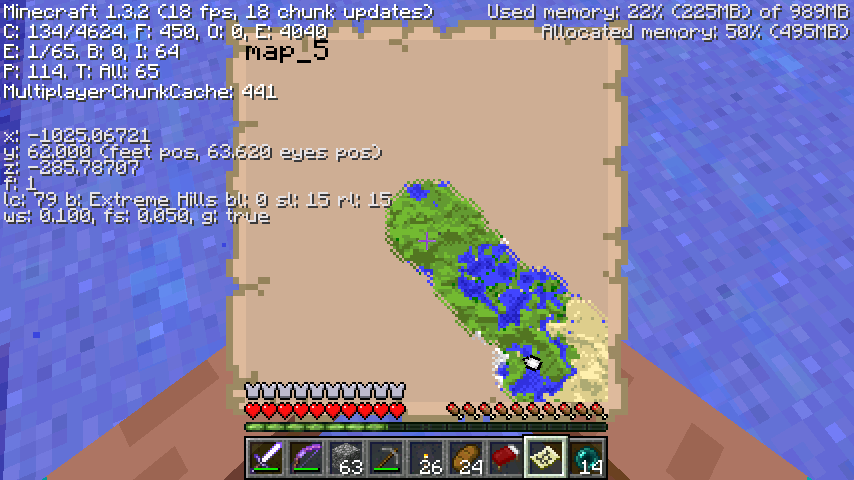 Minecraft 1.3.2 (18 fps, 18 chunk updates)
Used memory: 22% (225MB) of 989MB
C: 134/4624. F: 450, O: 0, E: 4040
Allocated memory: 50% (495MB)
map_5
E: 1/65. B: 0, I: 64
P: 114. T: All: 65
MultiplayerChunkCache: 441
x: -1025.06721
y: 62.000 (feet pos, 63.620 eyes pos)
z: -285.78707
f: 1
lc: 79 b: Extreme Hills bl: 0 sl: 15 rl: 15
ws: 0.100, fs: 0.050, g: true
63
26
24
14